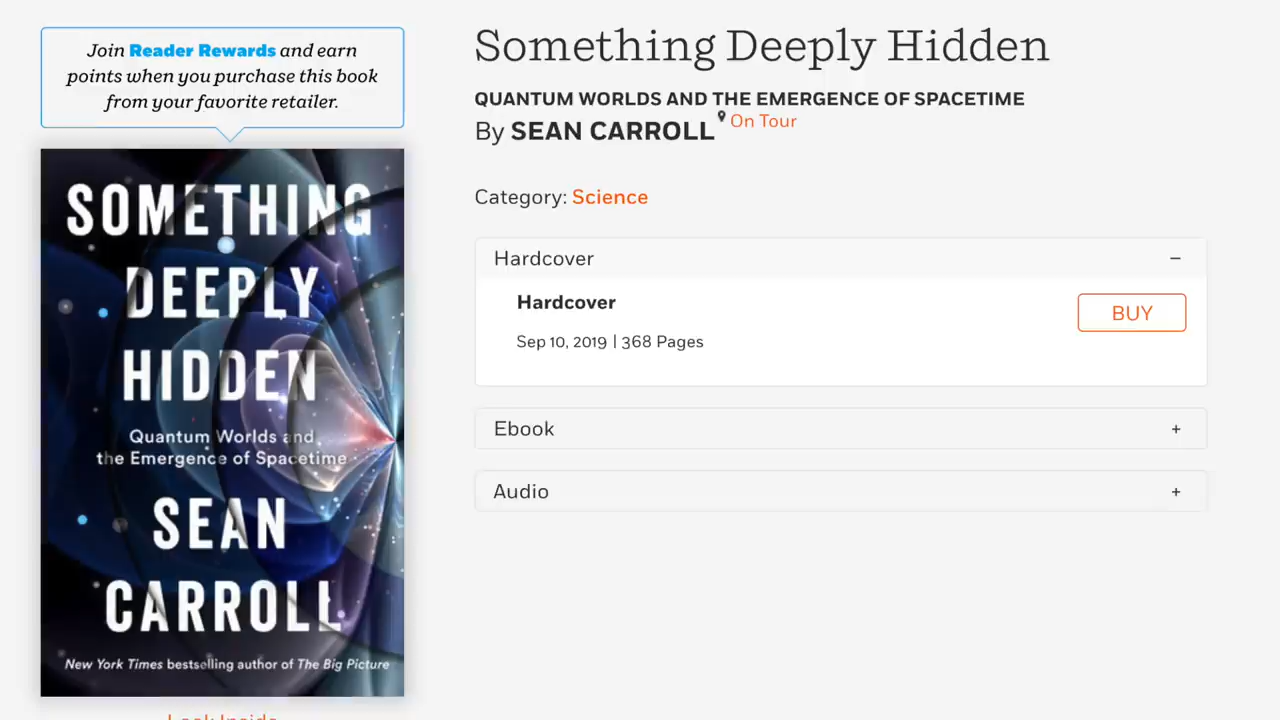 Join Reader Rewards and earn
points when you purchase this book
from your favorite retailer.
SOMETHING
DEEPLY
HIDDEN
Quantum Worlds and
the Emergence of Spacetime
SEAN
CARROLL
New York Times bestselling author of The Big Picture
Look Inside
Something Deeply Hidden
QUANTUM WORLDS AND THE EMERGENCE OF SPACETIME
By SEAN CARROLL On Tour
Category: Science
Hardcover −
Hardcover
BUY
Sep 10, 2019 | 368 Pages
Ebook +
Audio +